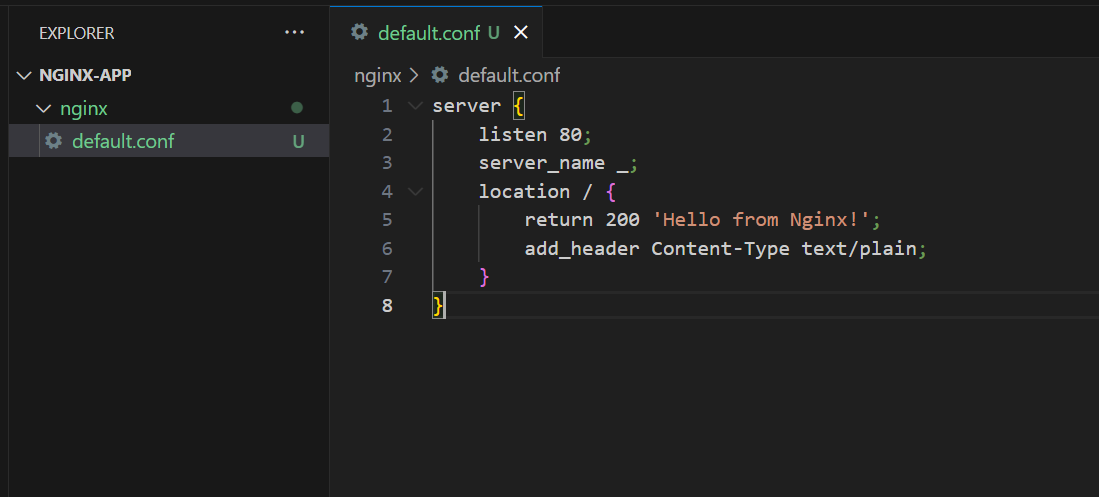 EXPLORER ...
NGINX-APP
nginx
default.conf U
default.conf U
nginx > default.conf
1 server {
2 listen 80;
3 server_name _;
4 location / {
5 return 200 'Hello from Nginx!';
6 add_header Content-Type text/plain;
7 }
8 }